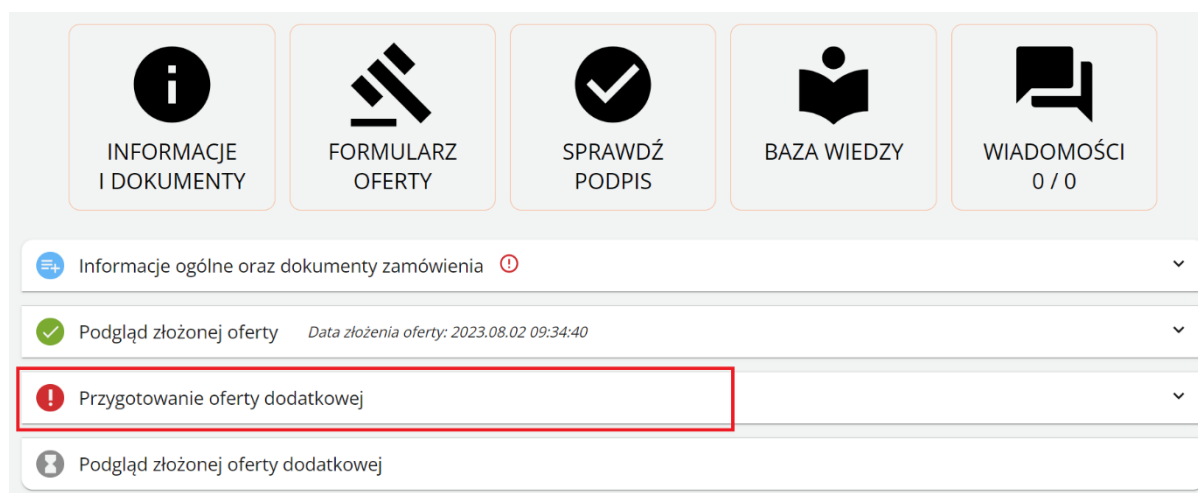 INFORMACJE
I DOKUMENTY
FORMULARZ
OFERTY
SPRAWDŹ
PODPIS
BAZA WIEDZY
WIADOMOŚCI
0 / 0
Informacje ogólne oraz dokumenty zamówienia
Podgląd złożonej oferty Data złożenia oferty: 2023.08.02 09:34:40
Przygotowanie oferty dodatkowej
Podgląd złożonej oferty dodatkowej